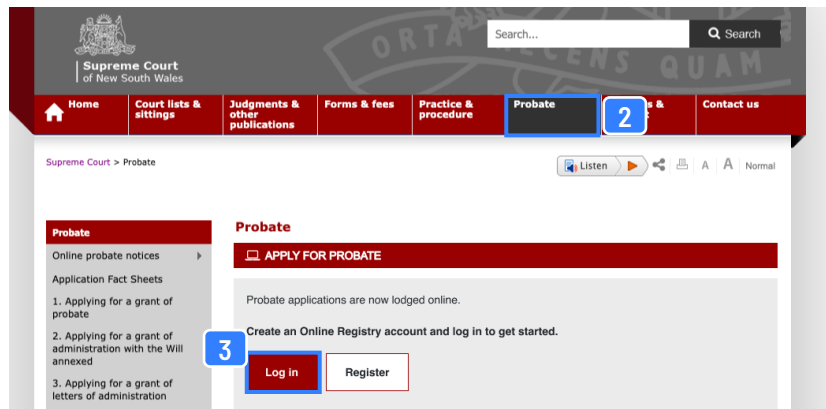 ORTA RECENS QUAM
Search...
Search
Supreme Court
of New South Wales
Home
Court lists &
sittings
Judgments &
other
publications
Forms & fees
Practice &
procedure
Probate
2
s &
Contact us
Supreme Court > Probate
Listen
A A Normal
Probate
Online probate notices
Application Fact Sheets
1. Applying for a grant of
probate
2. Applying for a grant of
administration with the Will
annexed
3. Applying for a grant of
letters of administration
Probate
APPLY FOR PROBATE
Probate applications are now lodged online.
Create an Online Registry account and log in to get started.
3
Log in
Register